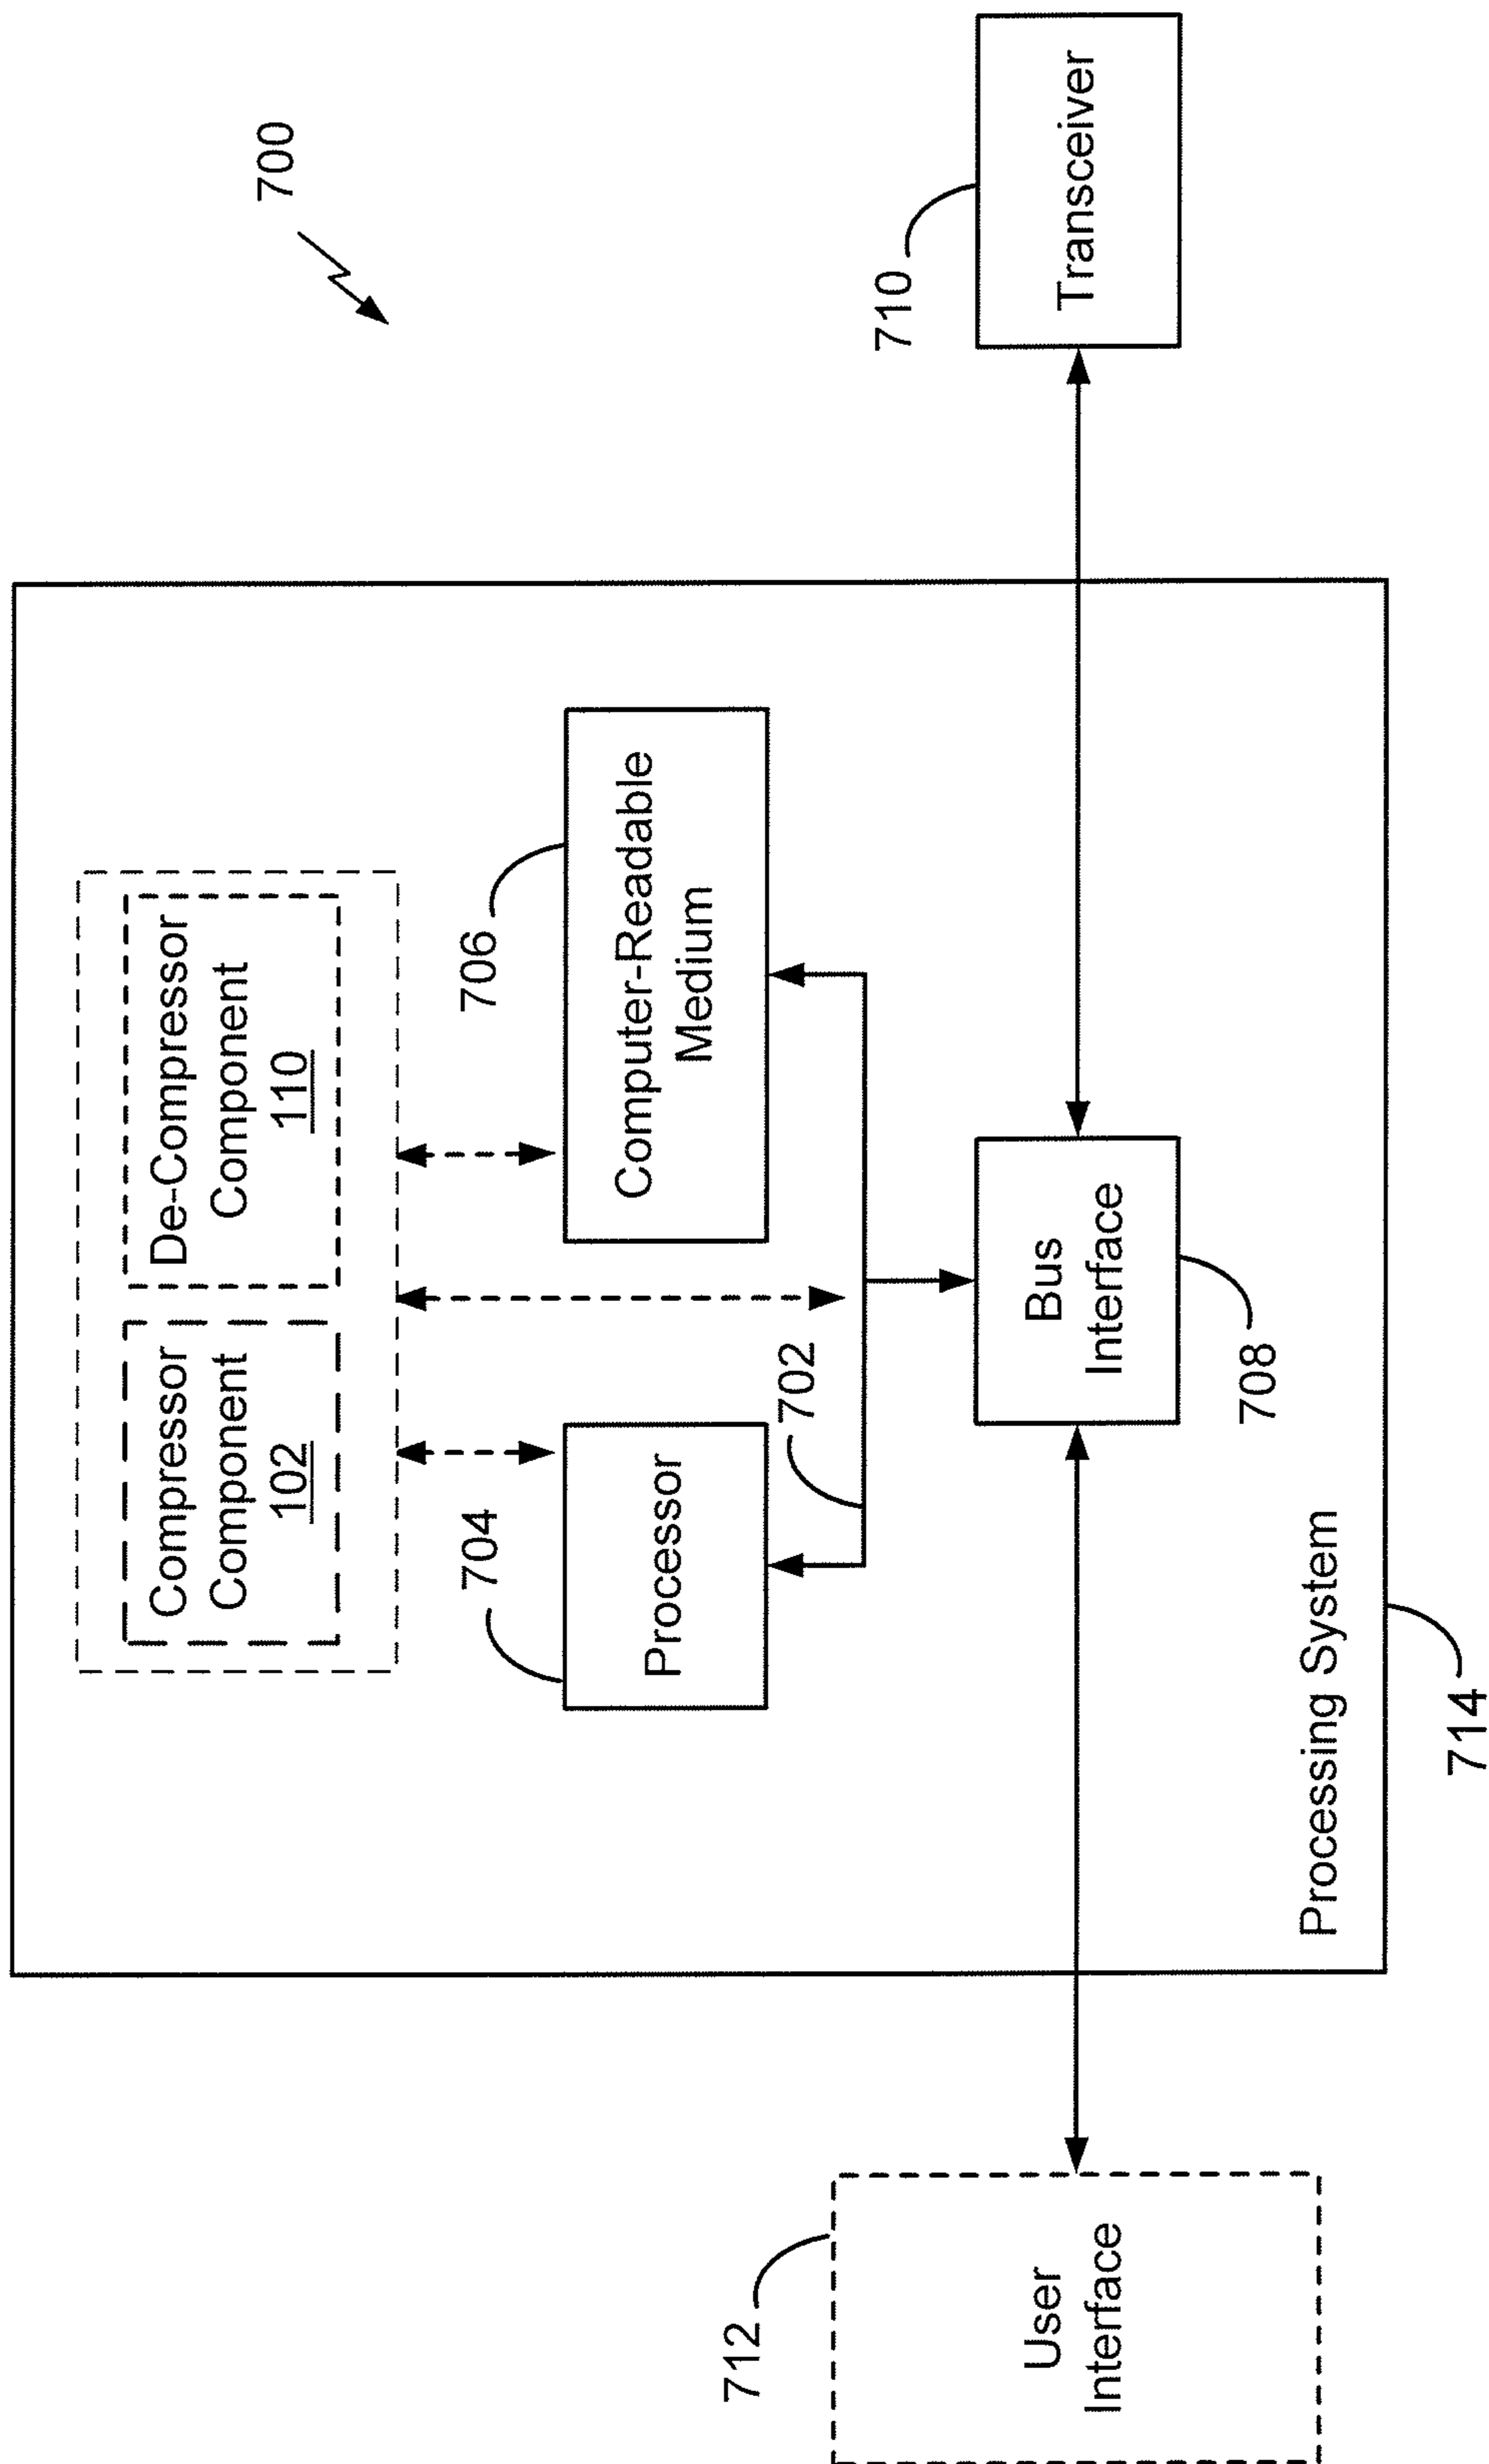 700
Compressor
Component
102
De-Compressor
Component
110
704
Processor
706
Computer-Readable
Medium
702
712
User
Interface
Bus
Interface
708
710
Transceiver
Processing System
714